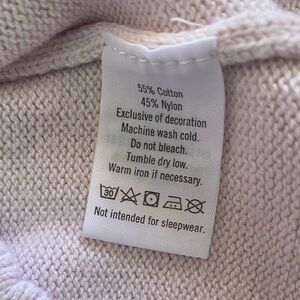 55% Cotton
45% Nylon
Exclusive of decoration
Machine wash cold.
Do not bleach.
Tumble dry low.
Warm iron if necessary.
30
Not intended for sleepwear.